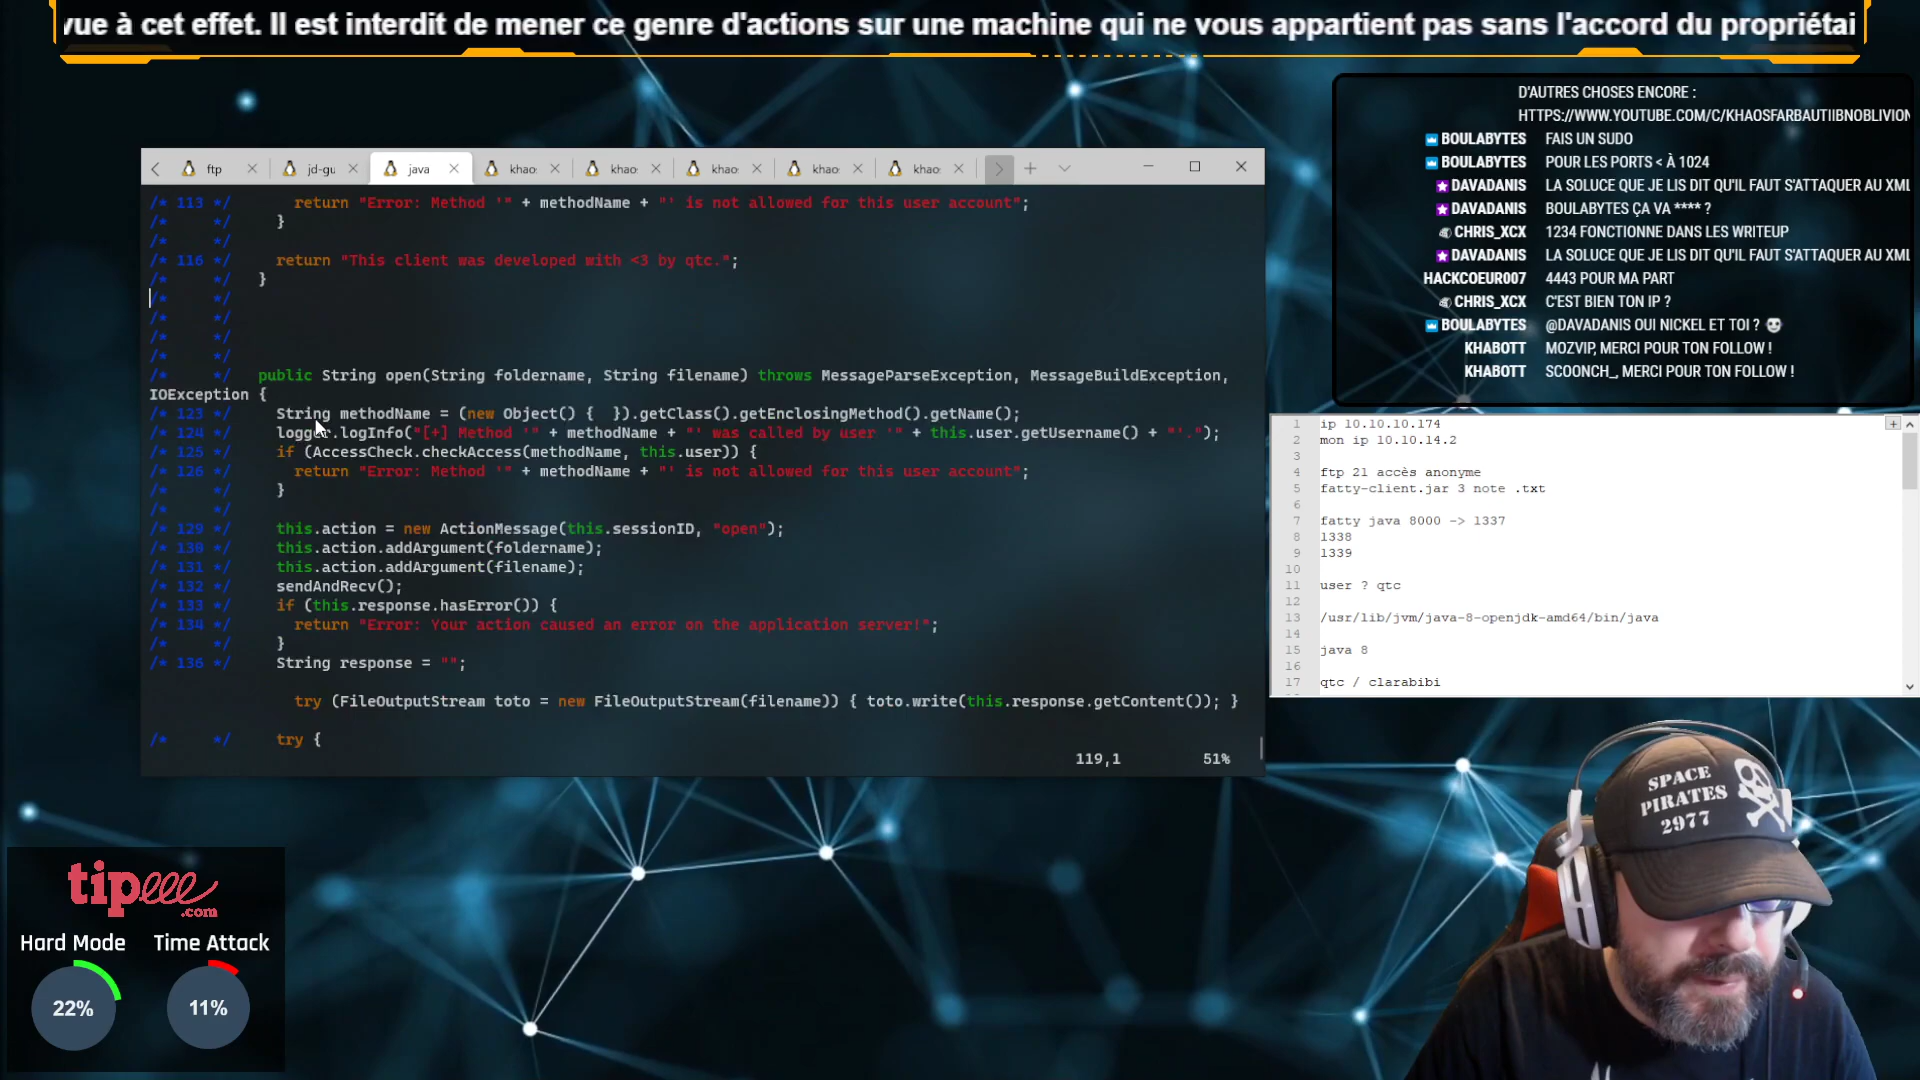 vue à cet effet. Il est interdit de mener ce genre d'actions sur une machine qui ne vous appartient pas sans l'accord du propriétai
ftp
jd-gu
java
khao
khao
khao
khao
khao
/* 113 */ return "Error: Method '" + methodName + "' is not allowed for this user account";
/* */ }
/* */
/* 116 */ return "This client was developed with <3 by qtc.";
/* */ }
/* */
/* */
/* */
/* */
/* */ public String open(String foldername, String filename) throws MessageParseException, MessageBuildException,
IOException {
/* 123 */ String methodName = (new Object() { }).getClass().getEnclosingMethod().getName();
/* 124 */ logger.logInfo("[+] Method '" + methodName + "' was called by user '" + this.user.getUsername() + "'.");
/* 125 */ if (AccessCheck.checkAccess(methodName, this.user)) {
/* 126 */ return "Error: Method '" + methodName + "' is not allowed for this user account";
/* */ }
/* */
/* 129 */ this.action = new ActionMessage(this.sessionID, "open");
/* 130 */ this.action.addArgument(foldername);
/* 131 */ this.action.addArgument(filename);
/* 132 */ sendAndRecv();
/* 133 */ if (this.response.hasError()) {
/* 134 */ return "Error: Your action caused an error on the application server!";
/* */ }
/* 136 */ String response = "";
try (FileOutputStream toto = new FileOutputStream(filename)) { toto.write(this.response.getContent()); }
/* */ try {
119,1 51%
D'AUTRES CHOSES ENCORE :
HTTPS://WWW.YOUTUBE.COM/C/KHAOSFARBAUTIIBNOBLIVION
BOULABYTES FAIS UN SUDO
BOULABYTES POUR LES PORTS < À 1024
DAVADANIS LA SOLUCE QUE JE LIS DIT QU'IL FAUT S'ATTAQUER AU XML
DAVADANIS BOULABYTES ÇA VA **** ?
CHRIS_XCX 1234 FONCTIONNE DANS LES WRITEUP
DAVADANIS LA SOLUCE QUE JE LIS DIT QU'IL FAUT S'ATTAQUER AU XML
HACKCOEUR007 4443 POUR MA PART
CHRIS_XCX C'EST BIEN TON IP ?
BOULABYTES @DAVADANIS OUI NICKEL ET TOI ?
KHABOTT MOZVIP, MERCI POUR TON FOLLOW !
KHABOTT SCOONCH_, MERCI POUR TON FOLLOW !
1 ip 10.10.10.174
2 mon ip 10.10.14.2
3
4 ftp 21 accès anonyme
5 fatty-client.jar 3 note .txt
6
7 fatty java 8000 -> 1337
8 1338
9 1339
10
11 user ? qtc
12
13 /usr/lib/jvm/java-8-openjdk-amd64/bin/java
14
15 java 8
16
17 qtc / clarabibi
SPACE
PIRATES
2977
tipeee
.com
Hard Mode Time Attack
22% 11%